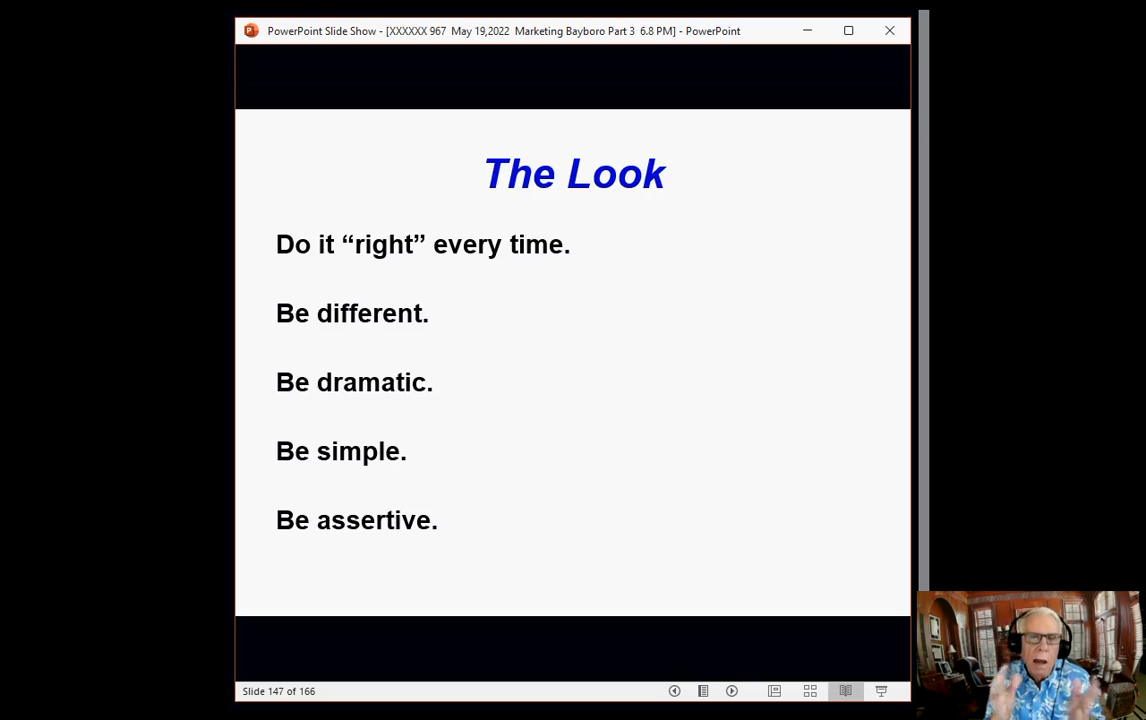 PowerPoint Slide Show - [XXXXXX 967  May 19,2022  Marketing Bayboro Part 3  6.8 PM] - PowerPoint
The Look
Do it “right” every time.
Be different.
Be dramatic.
Be simple.
Be assertive.
Slide 147 of 166